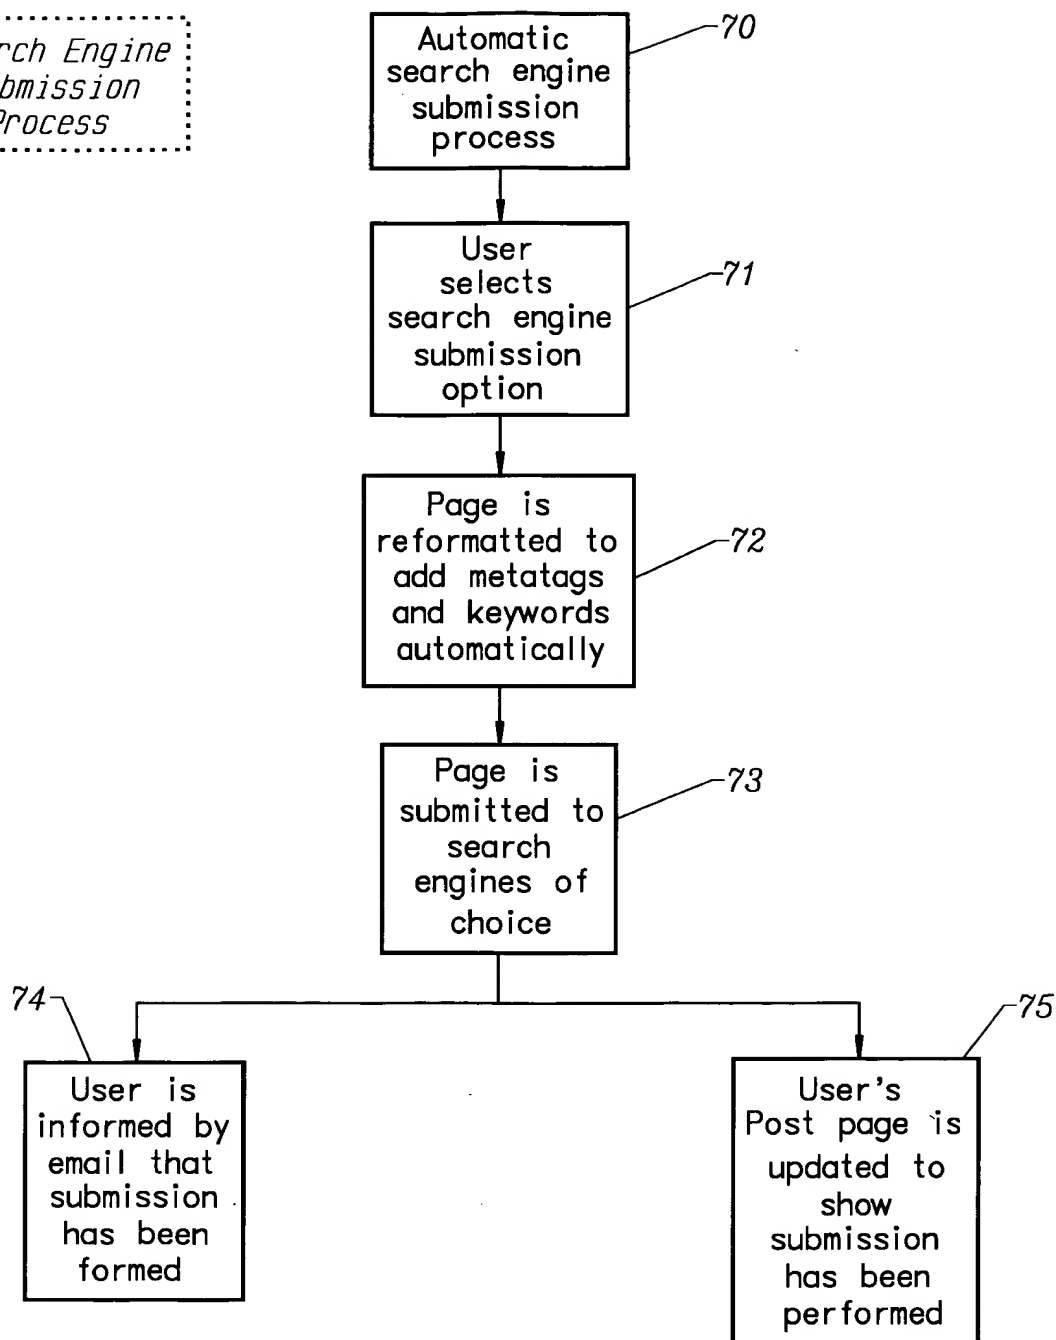 Engine
Process
Automatic
search engine
submission
process
70
User
selects
search engine
submission
option
71
Page is
reformatted to
add metatags
and keywords
automatically
72
Page is
submitted to
search
engines of
choice
73
74
User is
informed by
email that
submission
has been
formed
75
User's
Post page is
updated to
show
submission
has been
performed